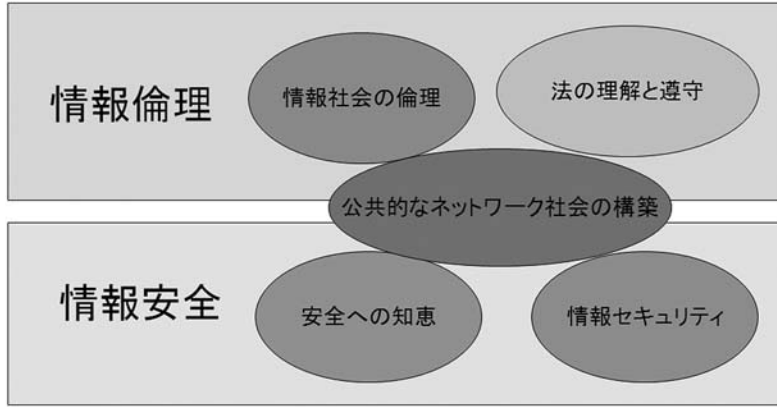 情報倫理
情報社会の倫理
法の理解と遵守
公共的なネットワーク社会の構築
情報安全
安全への知恵
情報セキュリティ